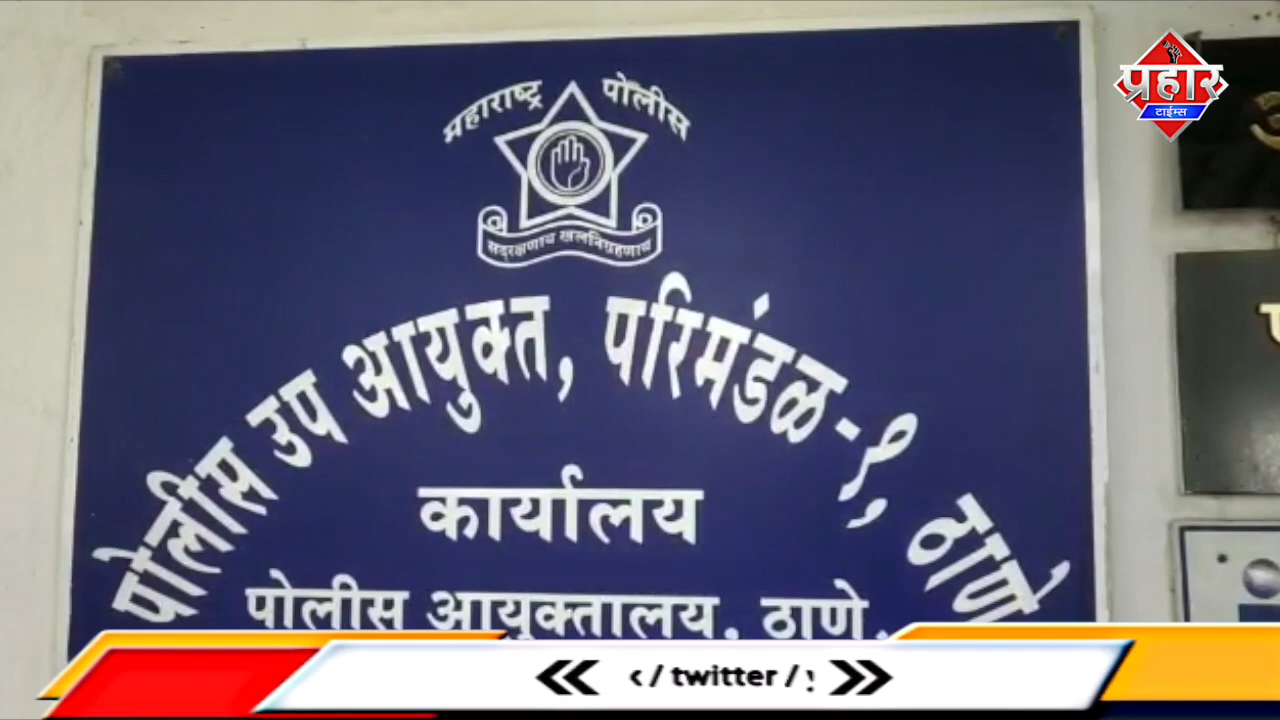 महाराष्ट्र पोलीस
सद्रक्षणाय खलनिग्रहणाय
पोलीस उप आयुक्त, परिमंडळ-१, ठाणे
कार्यालय
पोलीस आयुक्तालय, ठाणे.
प्रहार
टाईम्स
/ twitter /